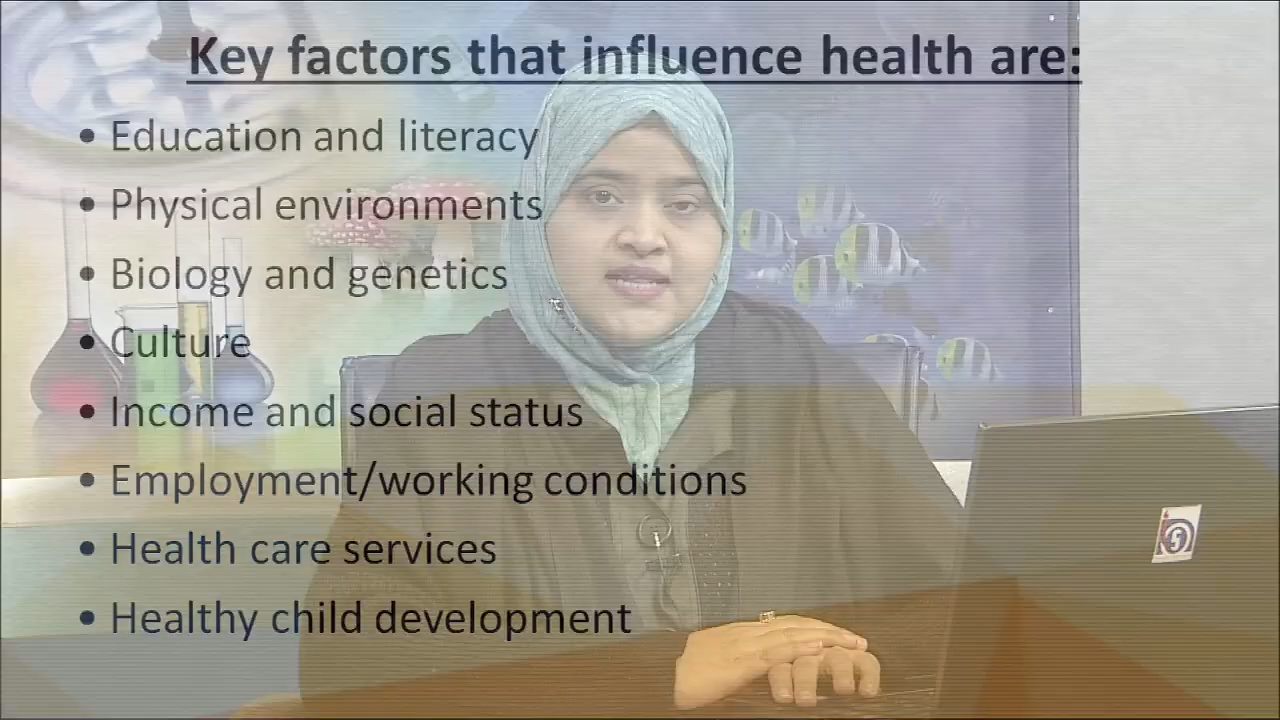 Key factors that influence health are:
• Education and literacy
• Physical environments
• Biology and genetics
• Culture
• Income and social status
• Employment/working conditions
• Health care services
• Healthy child development